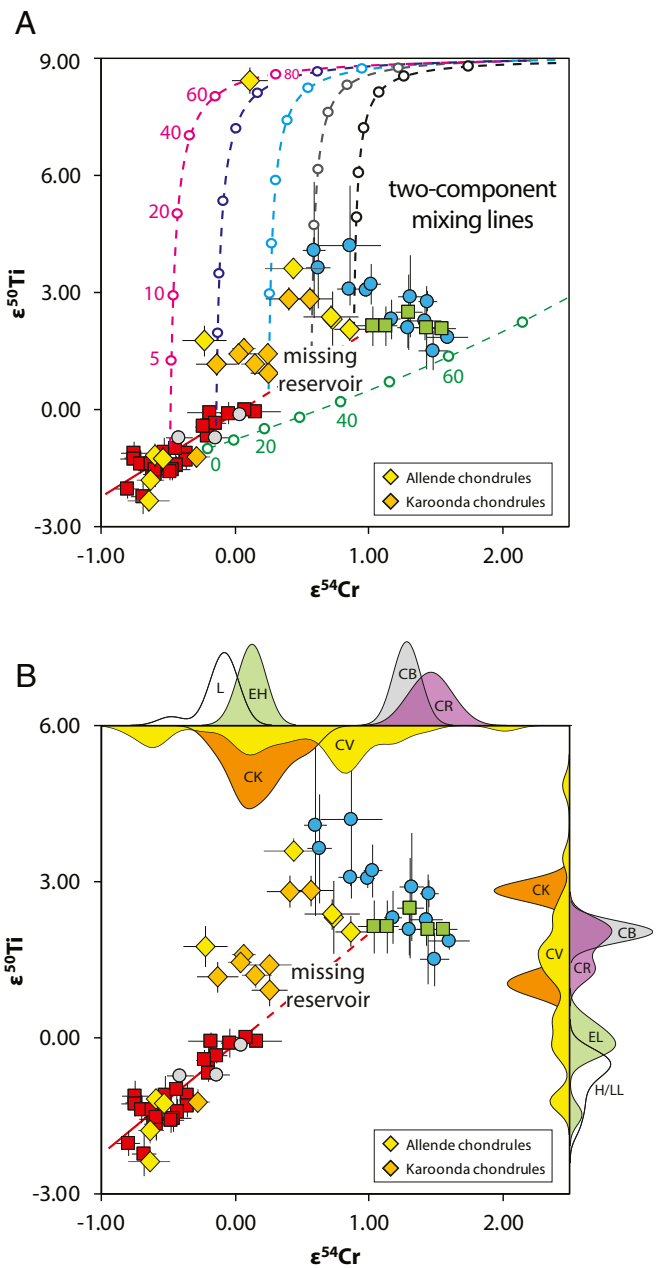 A
9.00
6.00
3.00
0.00
-3.00
ε50Ti
80
60
40
20
10
5
two-component
mixing lines
missing
reservoir
0
20
40
60
Allende chondrules
Karoonda chondrules
-1.00 0.00 1.00 2.00
ε54Cr
B
L EH CB CR
CV
CK
6.00
3.00
0.00
-3.00
ε50Ti
missing
reservoir
CK
CB
CV
CR
EL
H/LL
Allende chondrules
Karoonda chondrules
-1.00 0.00 1.00 2.00
ε54Cr